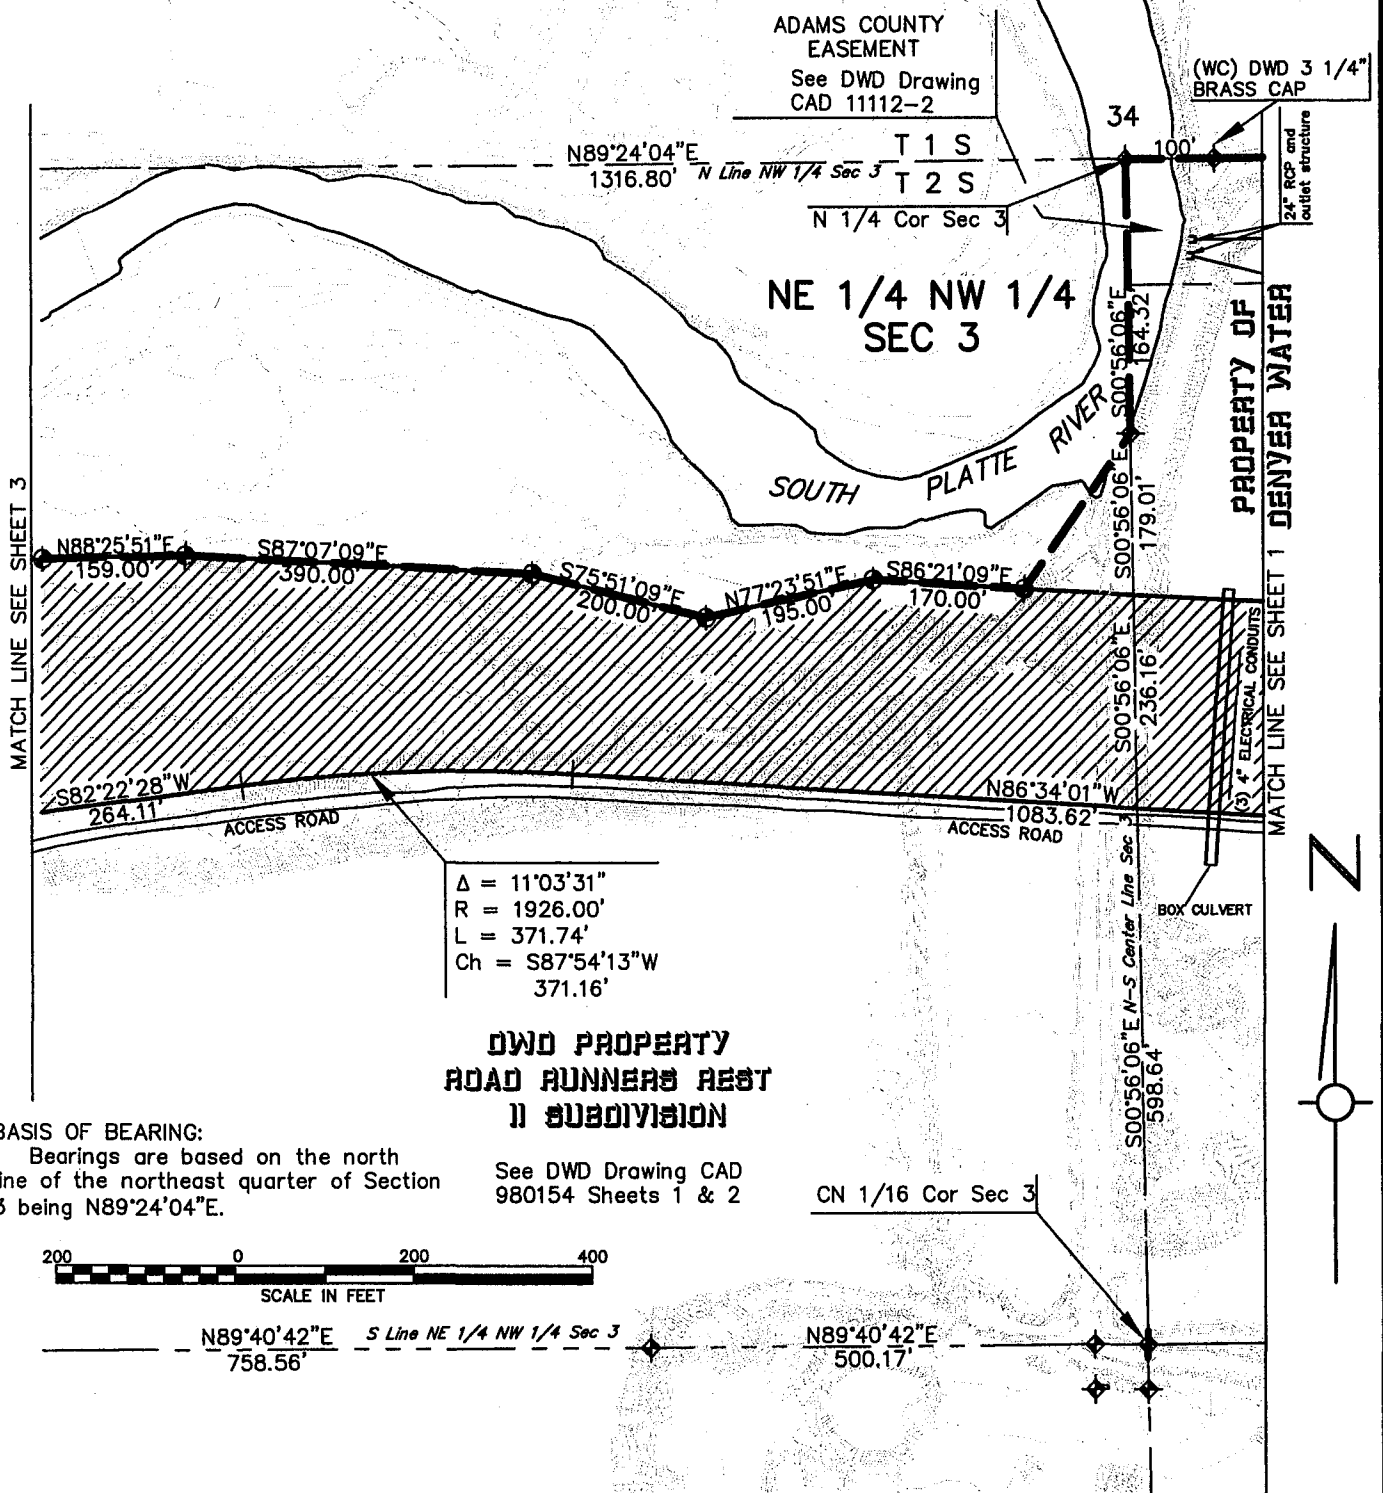 ADAMS COUNTY
EASEMENT
See DWD Drawing
CAD 11112-2
(WC) DWD 3 1/4"
BRASS CAP
34
100'
24" RCP and
outlet structure
N89°24'04"E
1316.80'
N Line NW 1/4 Sec 3
T 1 S
T 2 S
N 1/4 Cor Sec 3
NE 1/4 NW 1/4
SEC 3
S00°56'06"E
164.32'
PROPERTY OF
DENVER WATER
SOUTH PLATTE RIVER
S00°56'06"E
179.01'
MATCH LINE SEE SHEET 3
N88°25'51"E
159.00'
S87°07'09"E
390.00'
S75°51'09"E
200.00'
N77°23'51"E
195.00'
S86°21'09"E
170.00'
S00°56'06"E
236.16'
(3) 4" ELECTRICAL CONDUITS
MATCH LINE SEE SHEET 1
S82°22'28"W
264.11'
ACCESS ROAD
N86°34'01"W
1083.62'
ACCESS ROAD
BOX CULVERT
Δ = 11°03'31"
R = 1926.00'
L = 371.74'
Ch = S87°54'13"W
371.16'
S00°56'06"E N-S Center Line Sec 3
598.64'
DWD PROPERTY
ROAD RUNNERS REST
II SUBDIVISION
See DWD Drawing CAD
980154 Sheets 1 & 2
BASIS OF BEARING:
Bearings are based on the north
line of the northeast quarter of Section
3 being N89°24'04"E.
CN 1/16 Cor Sec 3
200 0 200 400
SCALE IN FEET
N89°40'42"E
758.56'
S Line NE 1/4 NW 1/4 Sec 3
N89°40'42"E
500.17'
N